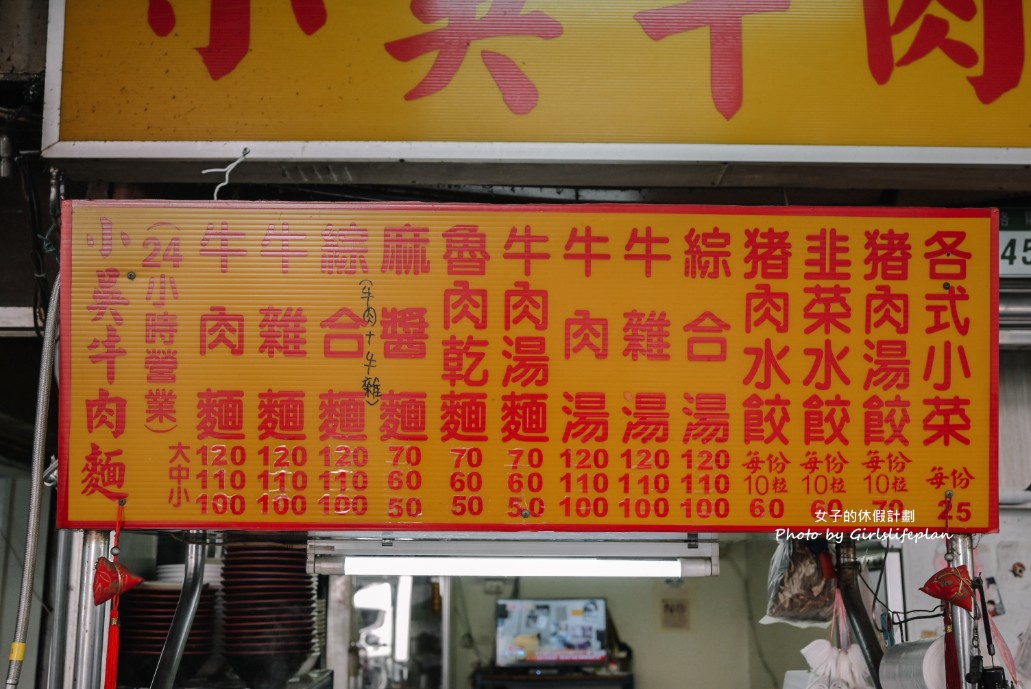 小吳牛肉
小吳牛肉麵
(24小時營業)
大中小
牛肉麵 120 110 100
牛雜麵 120 110 100
綜合麵 120 110 100
(牛肉+牛雜)
麻醬麵 70 60 50
魯肉乾麵 70 60 50
牛肉湯麵 70 60 50
牛肉湯 120 110 100
牛雜湯 120 110 100
綜合湯 120 110 100
豬肉水餃 每份10粒 60
韭菜水餃 每份10粒 60
豬肉湯餃 每份10粒 70
各式小菜 每份 25
45
女子的休假計劃
Photo by Girlslifeplan